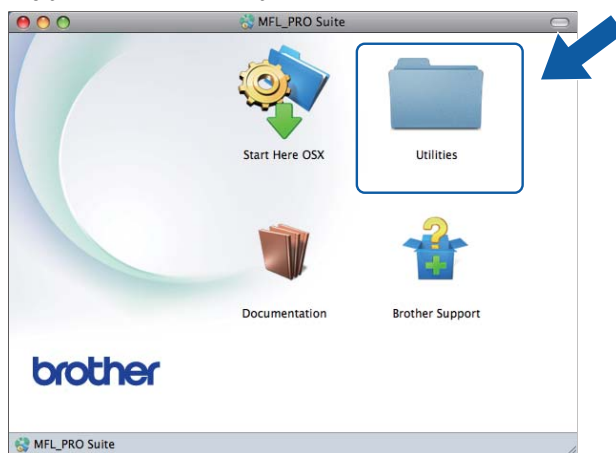 MFL_PRO Suite
Start Here OSX
Utilities
Documentation
Brother Support
brother
MFL_PRO Suite